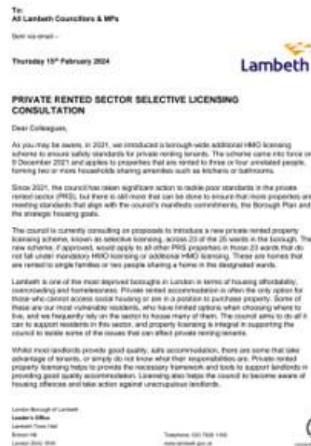 To:
All Lambeth Councillors & MPs
Sent via email –
Thursday 15th February 2024
Lambeth
PRIVATE RENTED SECTOR SELECTIVE LICENSING
CONSULTATION
Dear Colleagues,
As you may be aware, in 2021, we introduced a borough-wide additional HMO licensing
scheme to ensure safety standards for private renting tenants. The scheme came into force on
9 December 2021 and applies to properties that are rented to three or four unrelated people,
forming two or more households sharing amenities such as kitchens or bathrooms.
Since 2021, the council has taken significant action to tackle poor standards in the private
rented sector (PRS), but there is still more that can be done to ensure that more properties are
meeting standards that align with the council's manifesto commitments, the Borough Plan and
the strategic housing goals.
The council is currently consulting on proposals to introduce a new private rented property
licensing scheme, known as selective licensing, across 23 of the 25 wards in the borough. The
new scheme, if approved, would apply to all other PRS properties in those 23 wards that do
not fall under mandatory HMO licensing or additional HMO licensing. These are homes that
are rented to single families or two people sharing a home in the designated wards.
Lambeth is one of the most deprived boroughs in London in terms of housing affordability,
overcrowding and homelessness. Private rented accommodation is often the only option for
those who cannot access social housing or are in a position to purchase property. Some of
these are our most vulnerable residents, who have limited options when choosing where to
live, and we frequently rely on the sector to house many of them. The council aims to do all it
can to support residents in this sector, and property licensing is integral in supporting the
council to tackle some of the issues that can affect private renting tenants.
Whilst most landlords provide good quality, safe accommodation, there are some that take
advantage of tenants, or simply do not know what their responsibilities are. Private rented
property licensing helps to provide the necessary framework and tools to support landlords in
providing good quality accommodation. Licensing also helps the council to become aware of
housing offences and take action against unscrupulous landlords.
London Borough of Lambeth
Leader's Office
Lambeth Town Hall
Brixton Hill
London SW2 1RW
Telephone: 020 7926
www.lambeth.gov.uk